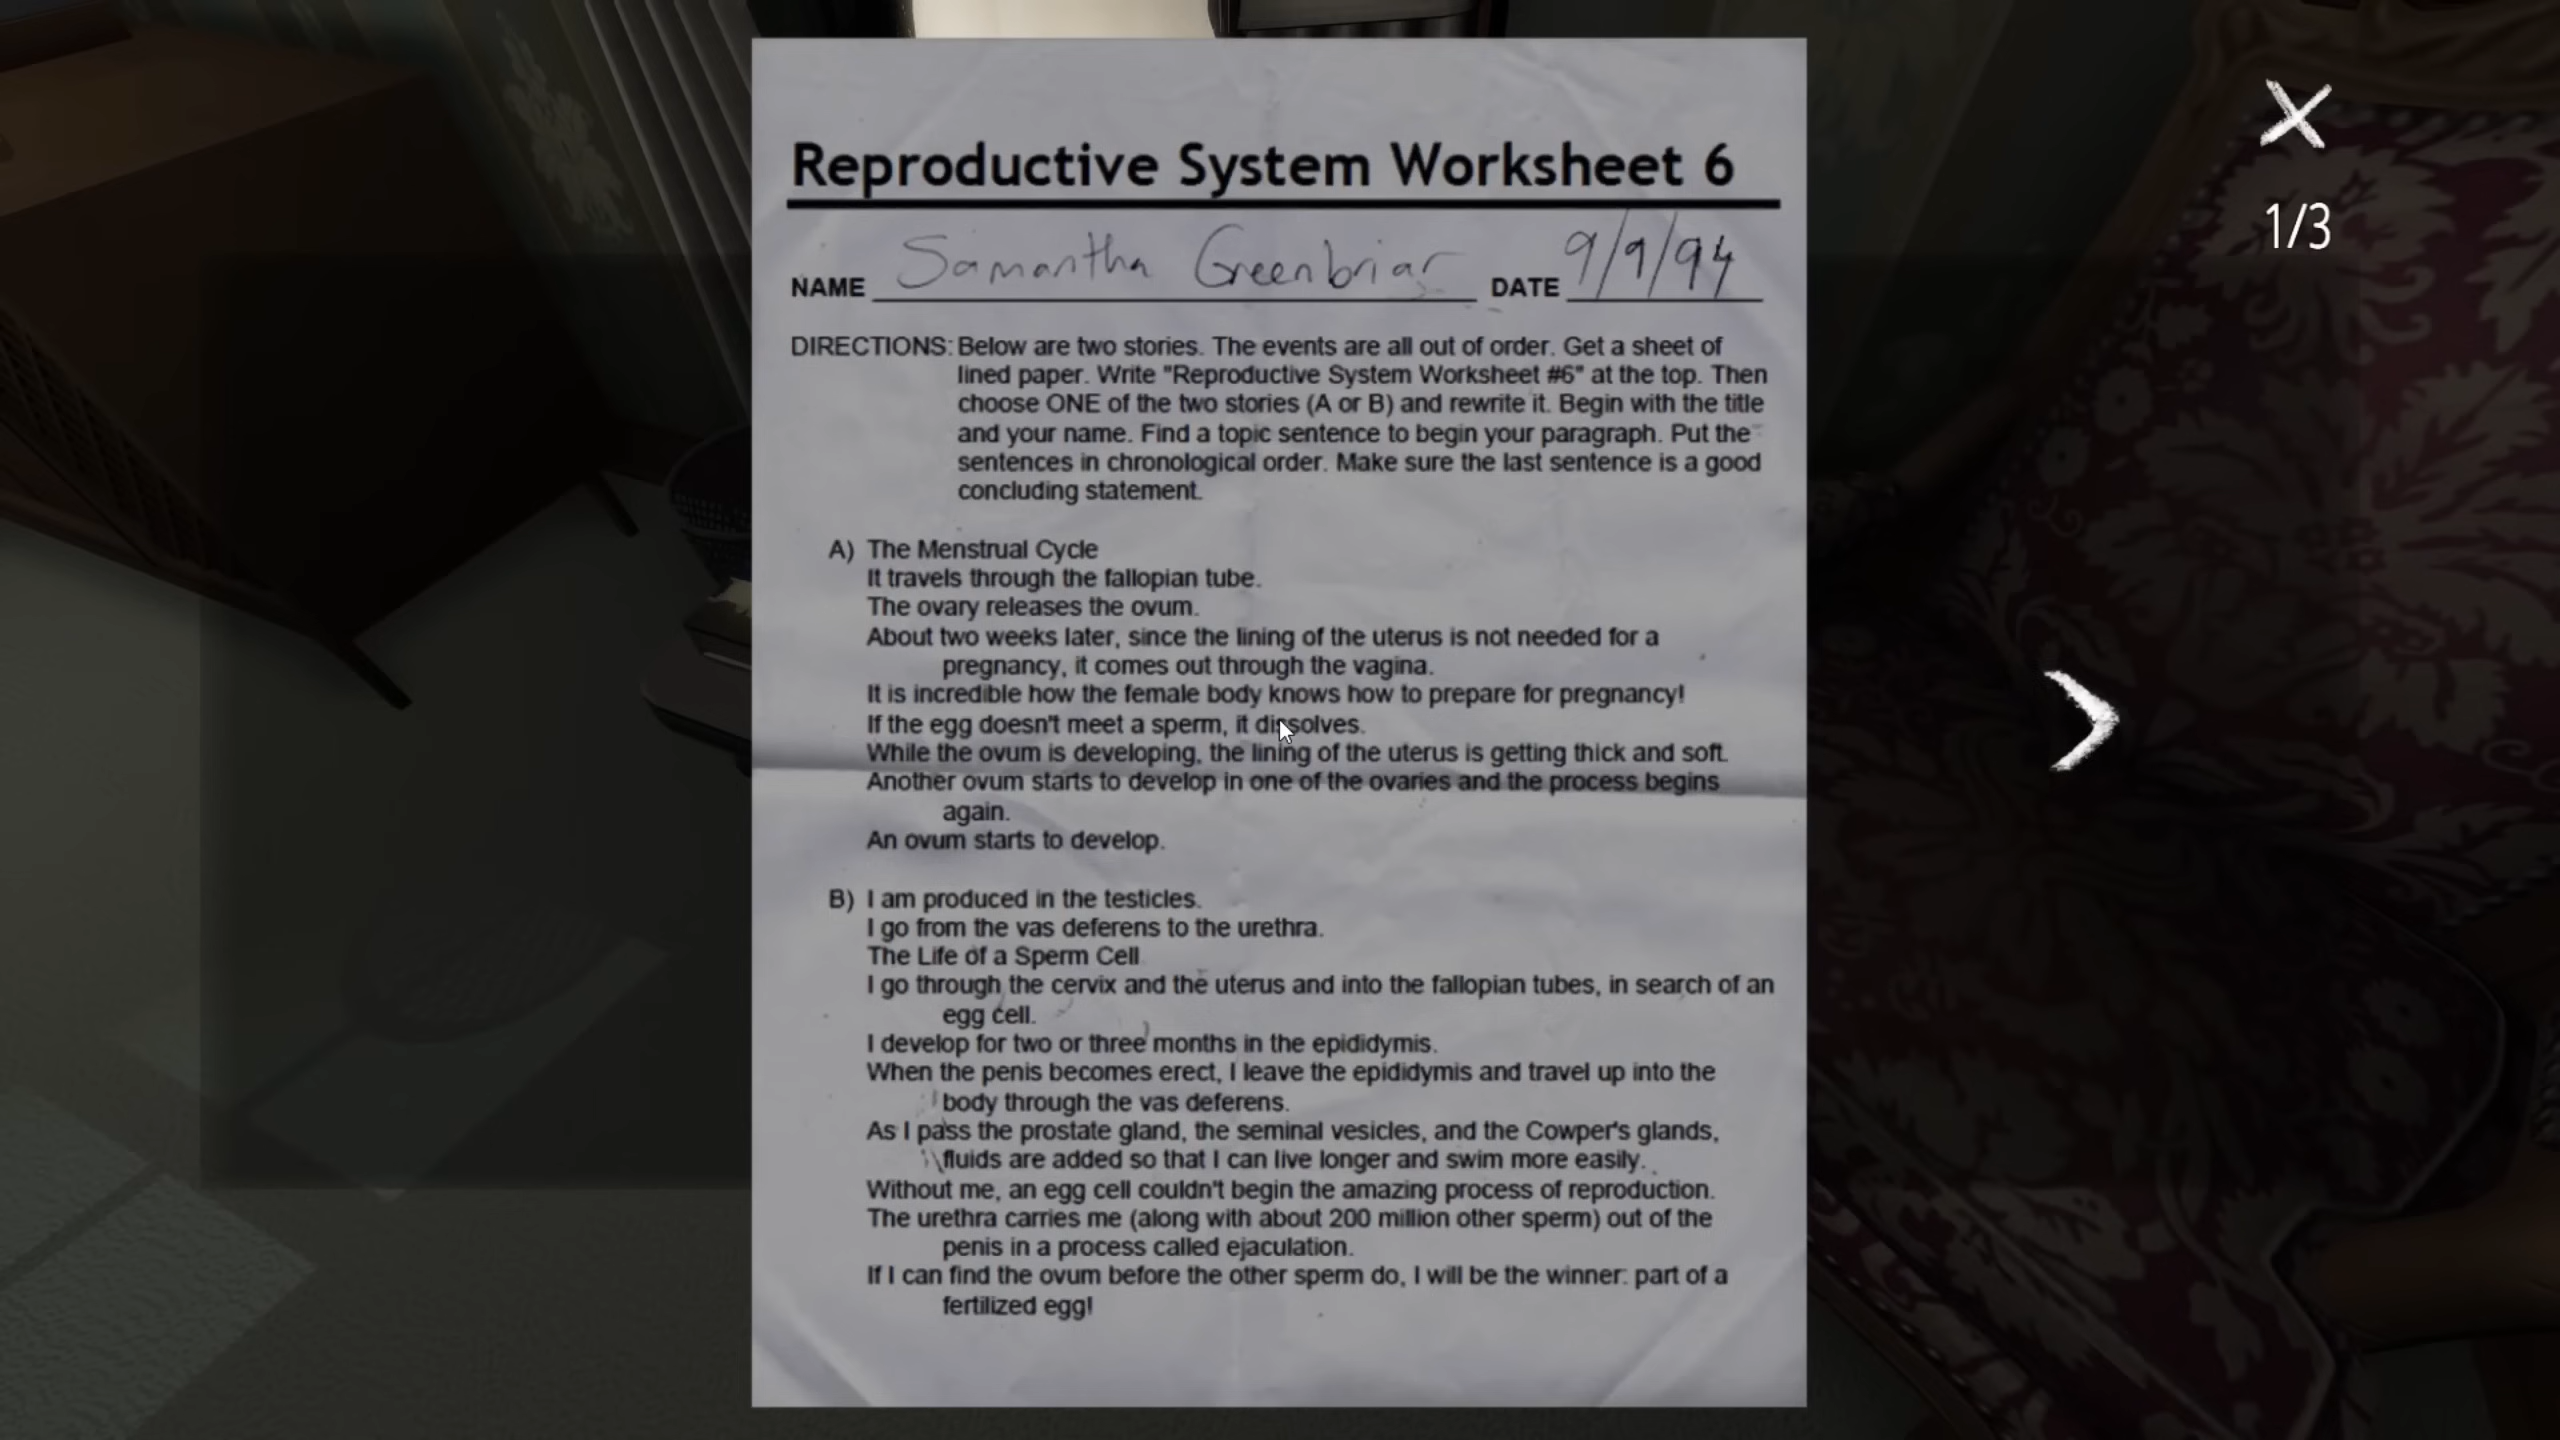 Reproductive System Worksheet 6
NAME Samantha Greenbriar DATE 9/9/94
DIRECTIONS: Below are two stories. The events are all out of order. Get a sheet of
lined paper. Write "Reproductive System Worksheet #6" at the top. Then
choose ONE of the two stories (A or B) and rewrite it. Begin with the title
and your name. Find a topic sentence to begin your paragraph. Put the
sentences in chronological order. Make sure the last sentence is a good
concluding statement.
A) The Menstrual Cycle
It travels through the fallopian tube.
The ovary releases the ovum.
About two weeks later, since the lining of the uterus is not needed for a
pregnancy, it comes out through the vagina.
It is incredible how the female body knows how to prepare for pregnancy!
If the egg doesn't meet a sperm, it dissolves.
While the ovum is developing, the lining of the uterus is getting thick and soft.
Another ovum starts to develop in one of the ovaries and the process begins
again.
An ovum starts to develop.
B) I am produced in the testicles.
I go from the vas deferens to the urethra.
The Life of a Sperm Cell
I go through the cervix and the uterus and into the fallopian tubes, in search of an
egg cell.
I develop for two or three months in the epididymis.
When the penis becomes erect, I leave the epididymis and travel up into the
body through the vas deferens.
As I pass the prostate gland, the seminal vesicles, and the Cowper's glands,
fluids are added so that I can live longer and swim more easily.
Without me, an egg cell couldn't begin the amazing process of reproduction.
The urethra carries me (along with about 200 million other sperm) out of the
penis in a process called ejaculation.
If I can find the ovum before the other sperm do, I will be the winner: part of a
fertilized egg!
1/3